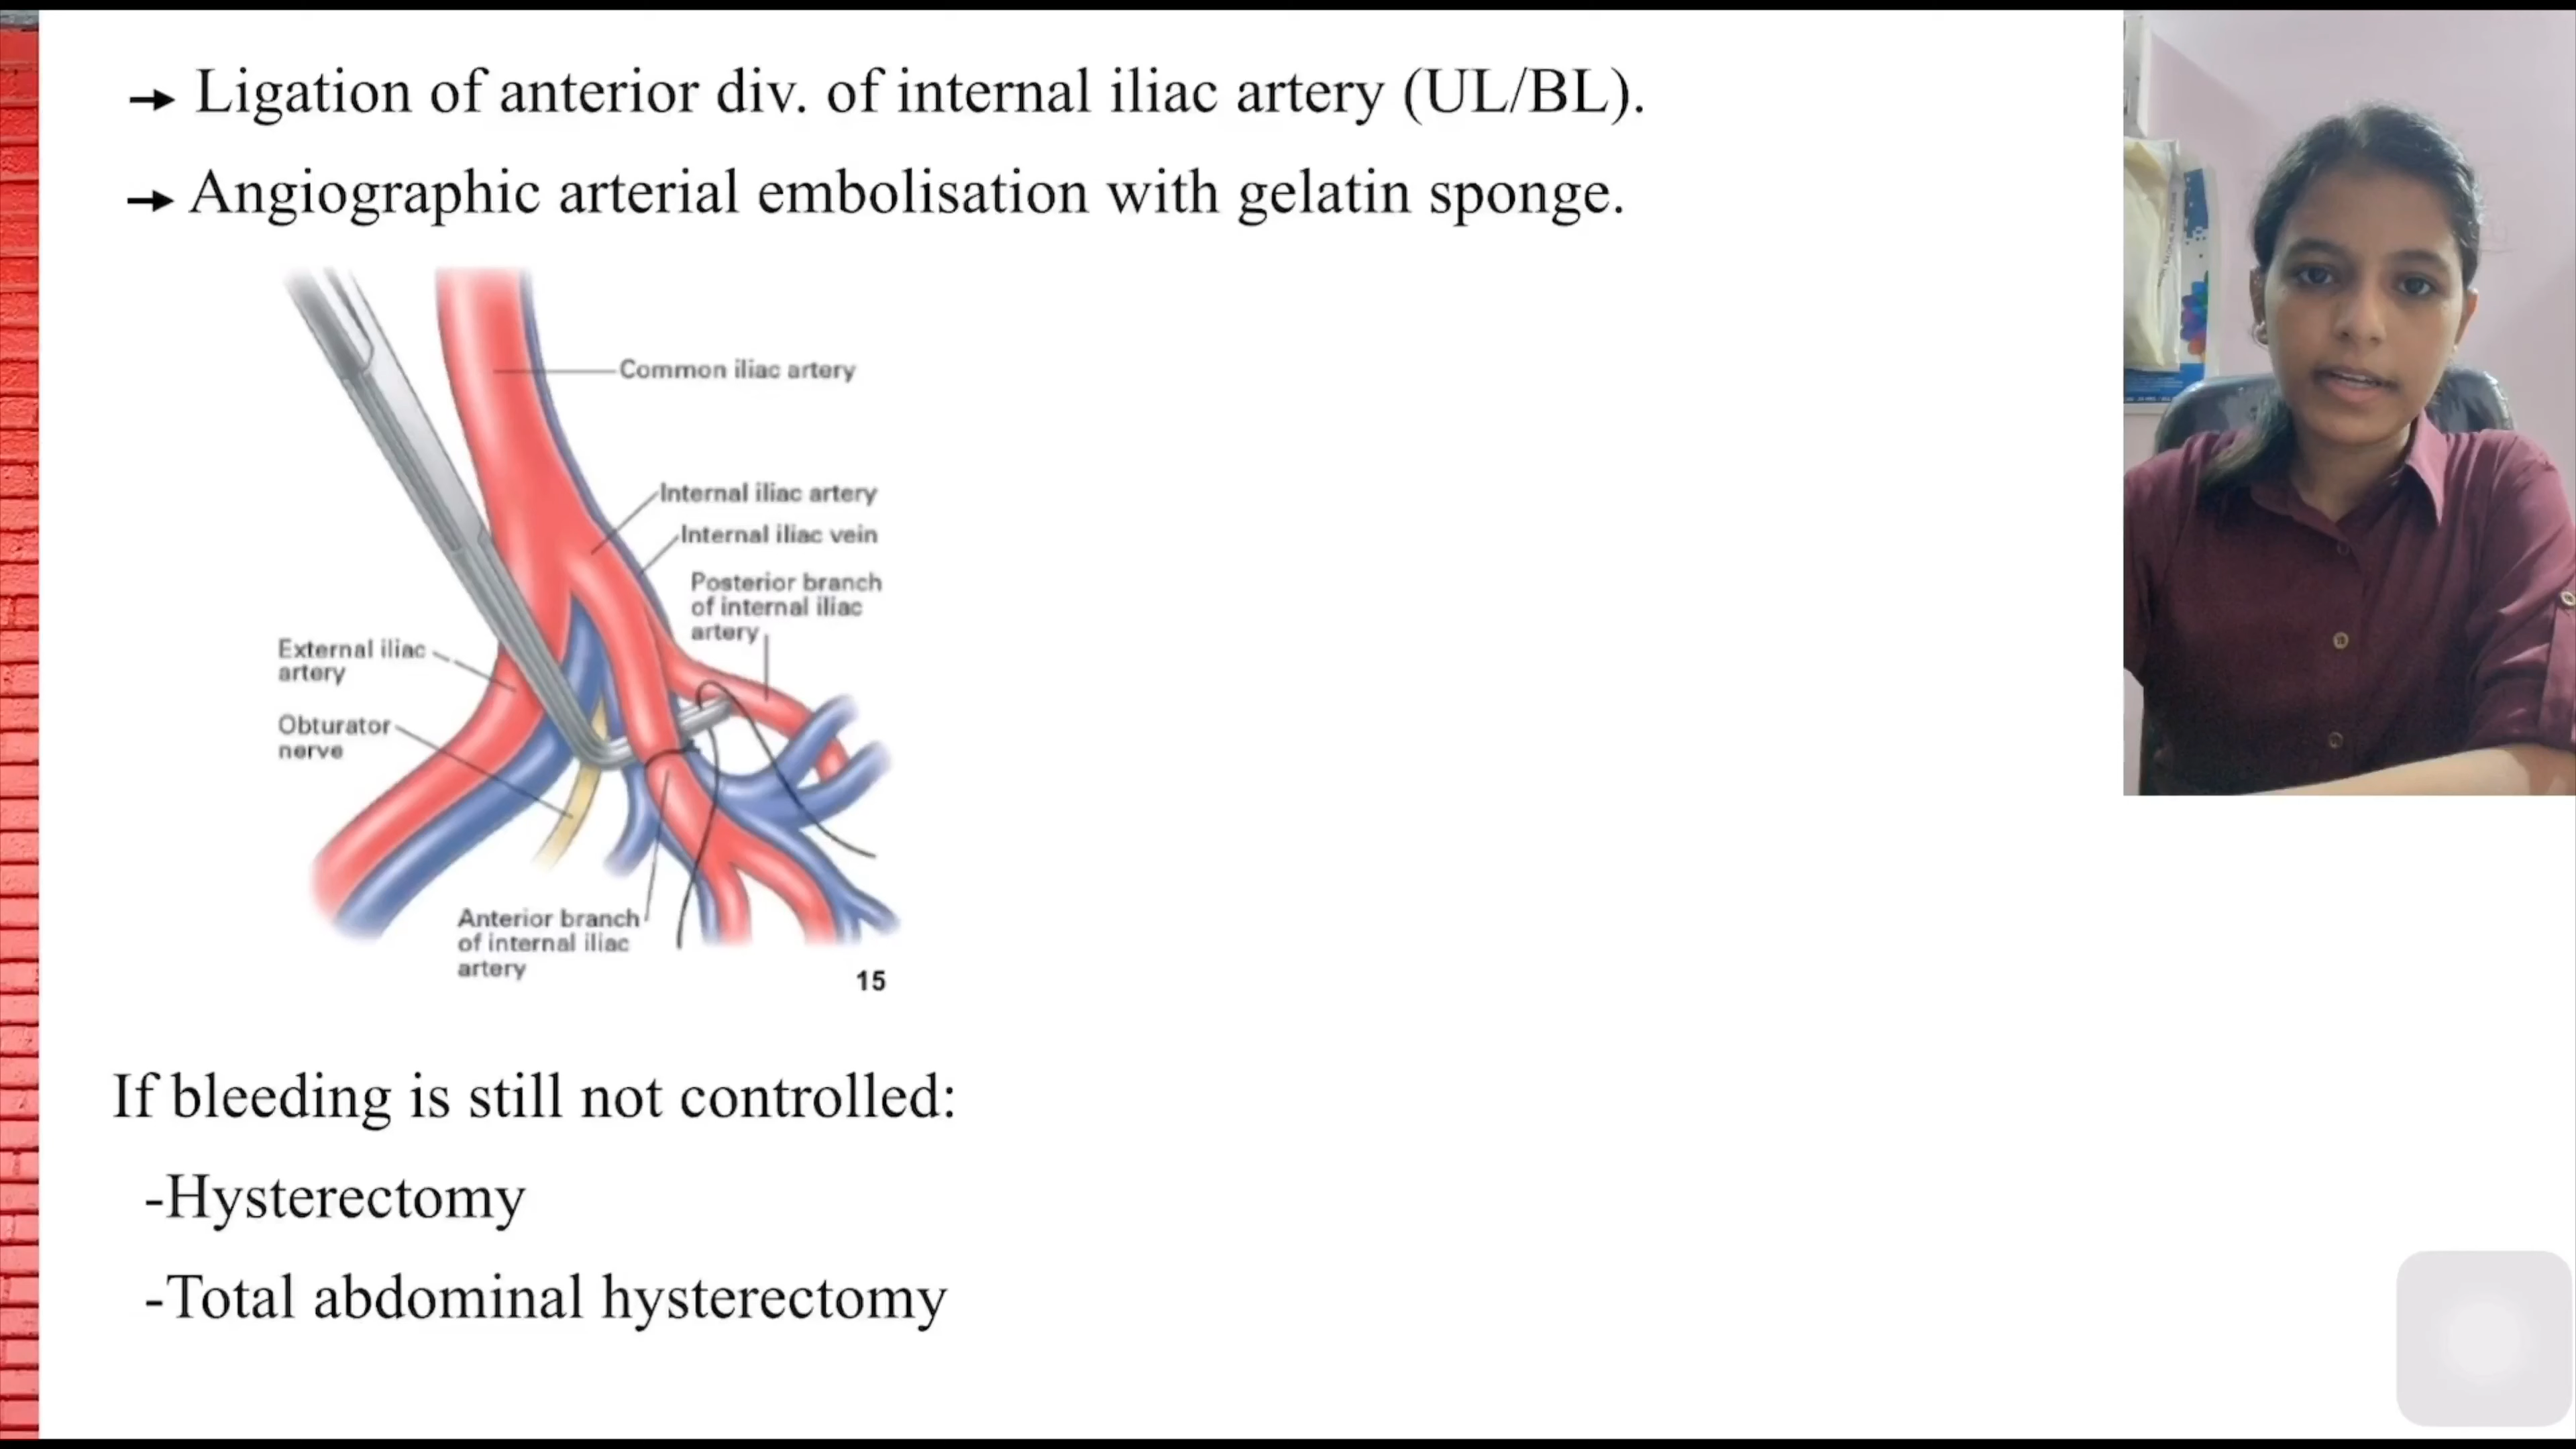 → Ligation of anterior div. of internal iliac artery (UL/BL).
→ Angiographic arterial embolisation with gelatin sponge.
Common iliac artery
Internal iliac artery
Internal iliac vein
Posterior branch
of internal iliac
artery
External iliac
artery
Obturator
nerve
Anterior branch
of internal iliac
artery
15
If bleeding is still not controlled:
-Hysterectomy
-Total abdominal hysterectomy